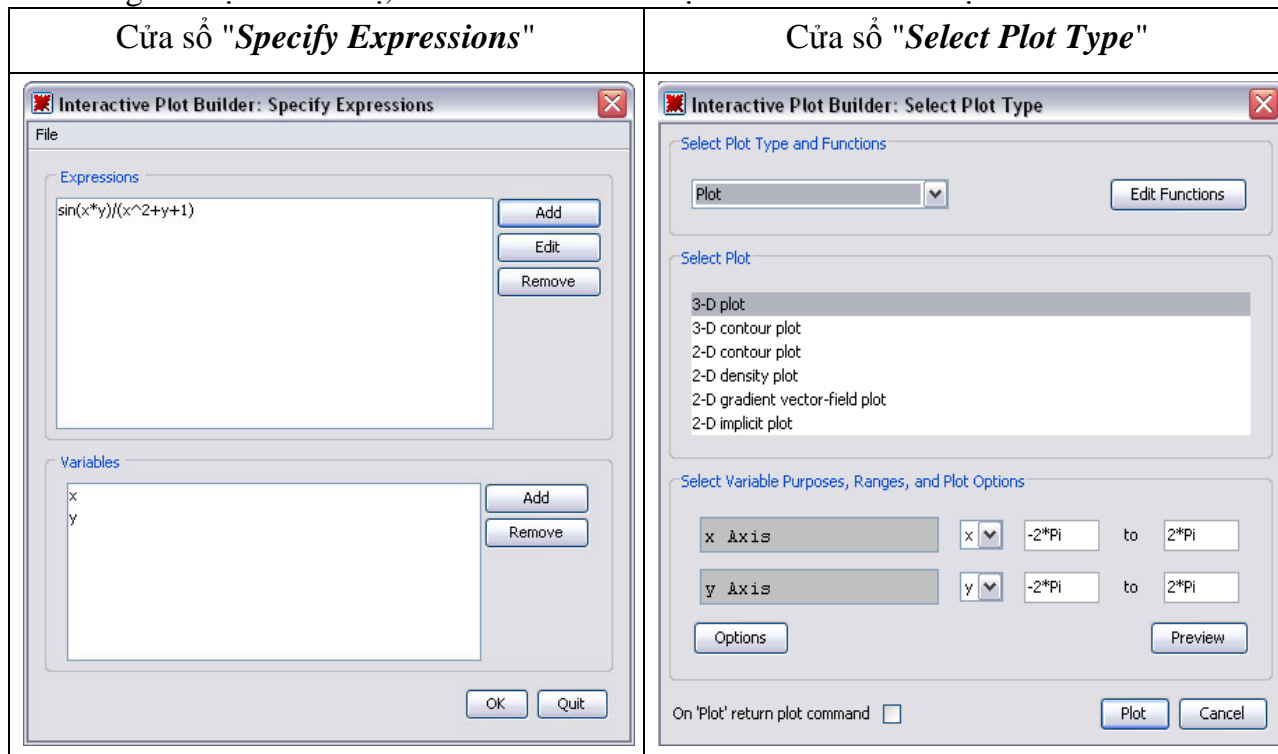 Cửa sổ "Specify Expressions"
Cửa sổ "Select Plot Type"
Interactive Plot Builder: Specify Expressions
File
Expressions
sin(x*y)/(x^2+y+1)
Add
Edit
Remove
Variables
x
y
Add
Remove
OK Quit
Interactive Plot Builder: Select Plot Type
Select Plot Type and Functions
Plot Edit Functions
Select Plot
3-D plot
3-D contour plot
2-D contour plot
2-D density plot
2-D gradient vector-field plot
2-D implicit plot
Select Variable Purposes, Ranges, and Plot Options
x Axis x -2*Pi to 2*Pi
y Axis y -2*Pi to 2*Pi
Options Preview
On 'Plot' return plot command Plot Cancel